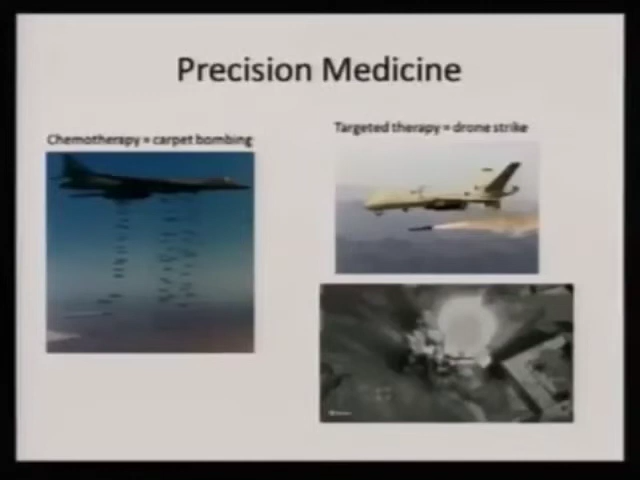 Precision Medicine
Chemotherapy = carpet bombing
Targeted therapy = drone strike